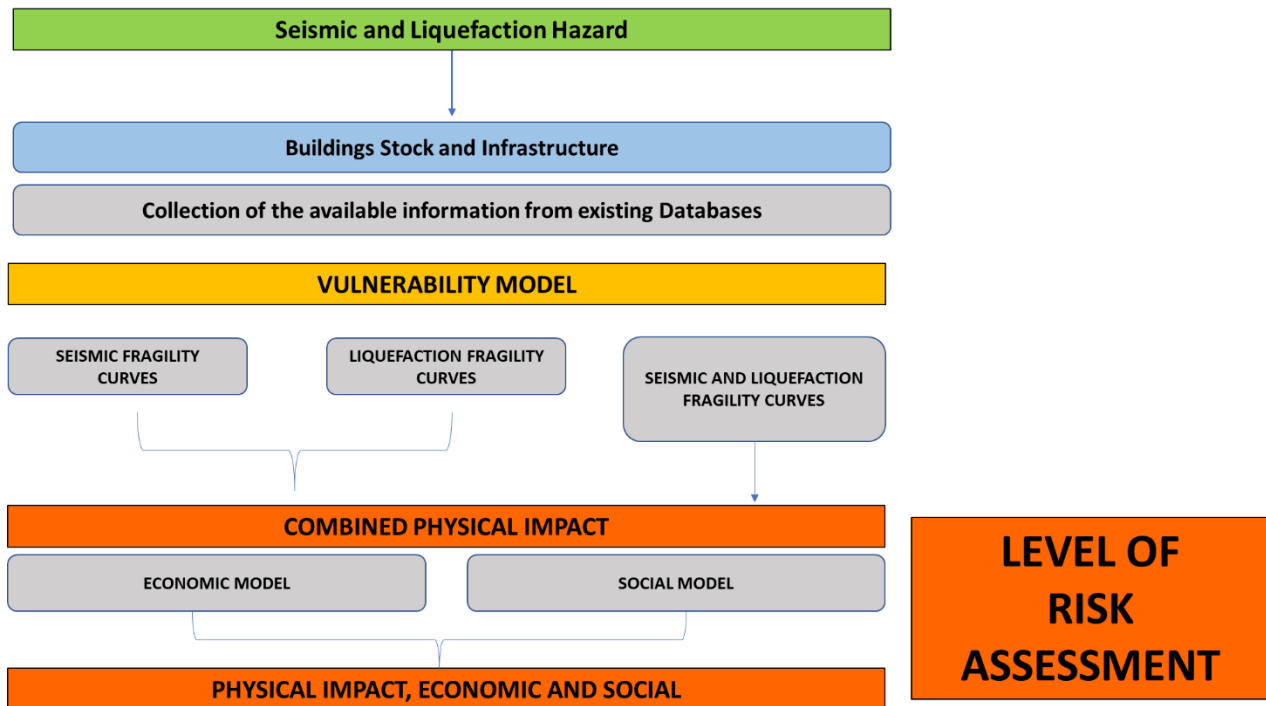 Seismic and Liquefaction Hazard
Buildings Stock and Infrastructure
Collection of the available information from existing Databases
VULNERABILITY MODEL
SEISMIC FRAGILITY
CURVES
LIQUEFACTION FRAGILITY
CURVES
SEISMIC AND LIQUEFACTION
FRAGILITY CURVES
COMBINED PHYSICAL IMPACT
ECONOMIC MODEL
SOCIAL MODEL
PHYSICAL IMPACT, ECONOMIC AND SOCIAL
LEVEL OF
RISK
ASSESSMENT